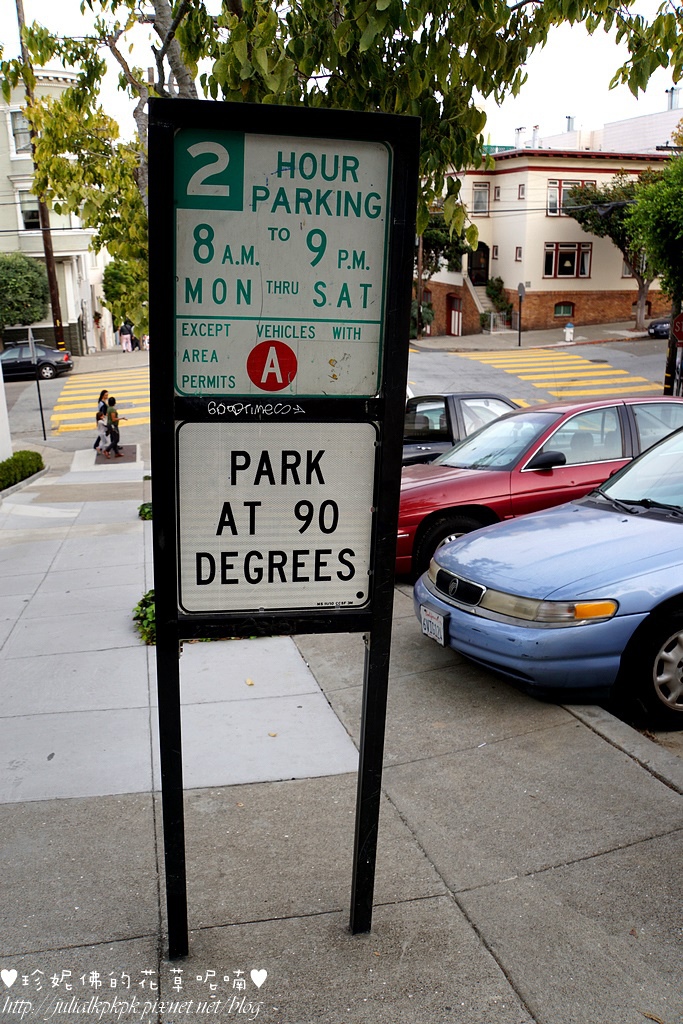 2 HOUR
PARKING
8 A.M. TO 9 P.M.
MON THRU SAT
EXCEPT VEHICLES WITH
AREA
PERMITS A
PARK
AT 90
DEGREES
♥珍妮佛的花草呢喃♥
http://julialkpkpk.pixnet.net/blog